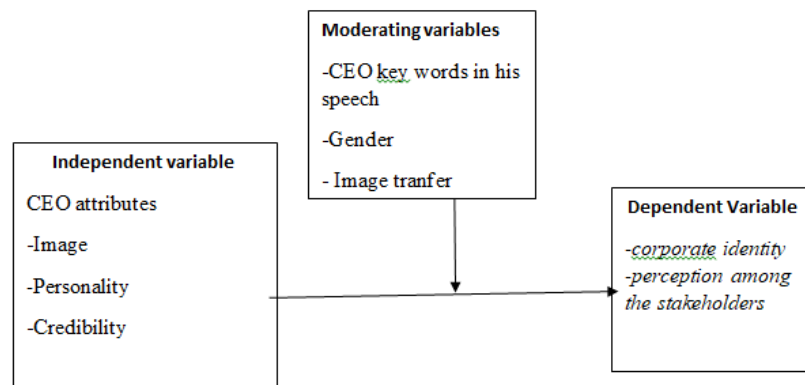 Moderating variables
-CEO key words in his
speech
-Gender
- Image tranfer
Independent variable
CEO attributes
-Image
-Personality
-Credibility
Dependent Variable
-corporate identity
-perception among
the stakeholders